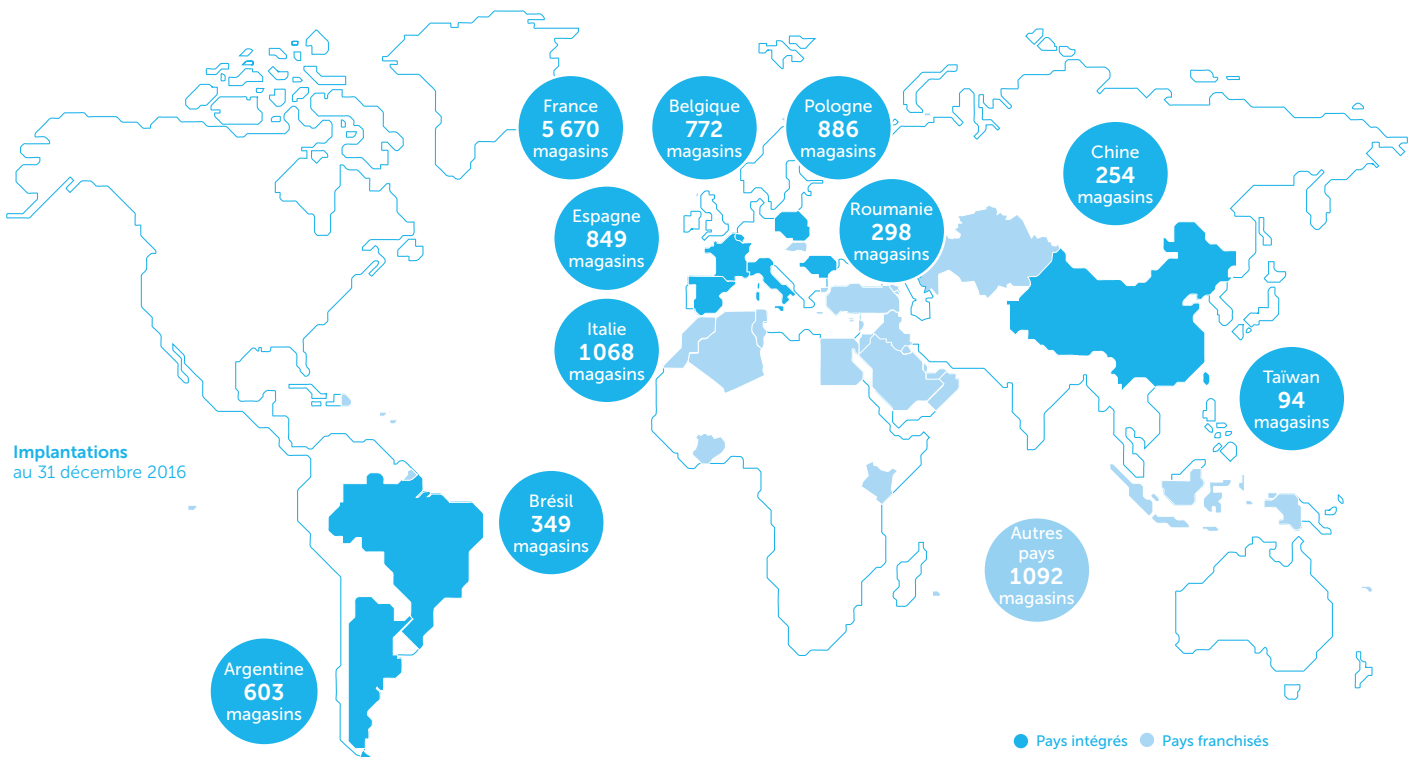 France
5 670
magasins
Belgique
772
magasins
Pologne
886
magasins
Chine
254
magasins
Espagne
849
magasins
Roumanie
298
magasins
Italie
1068
magasins
Taïwan
94
magasins
Implantations
au 31 décembre 2016
Brésil
349
magasins
Autres
pays
1092
magasins
Argentine
603
magasins
Pays intégrés
Pays franchisés